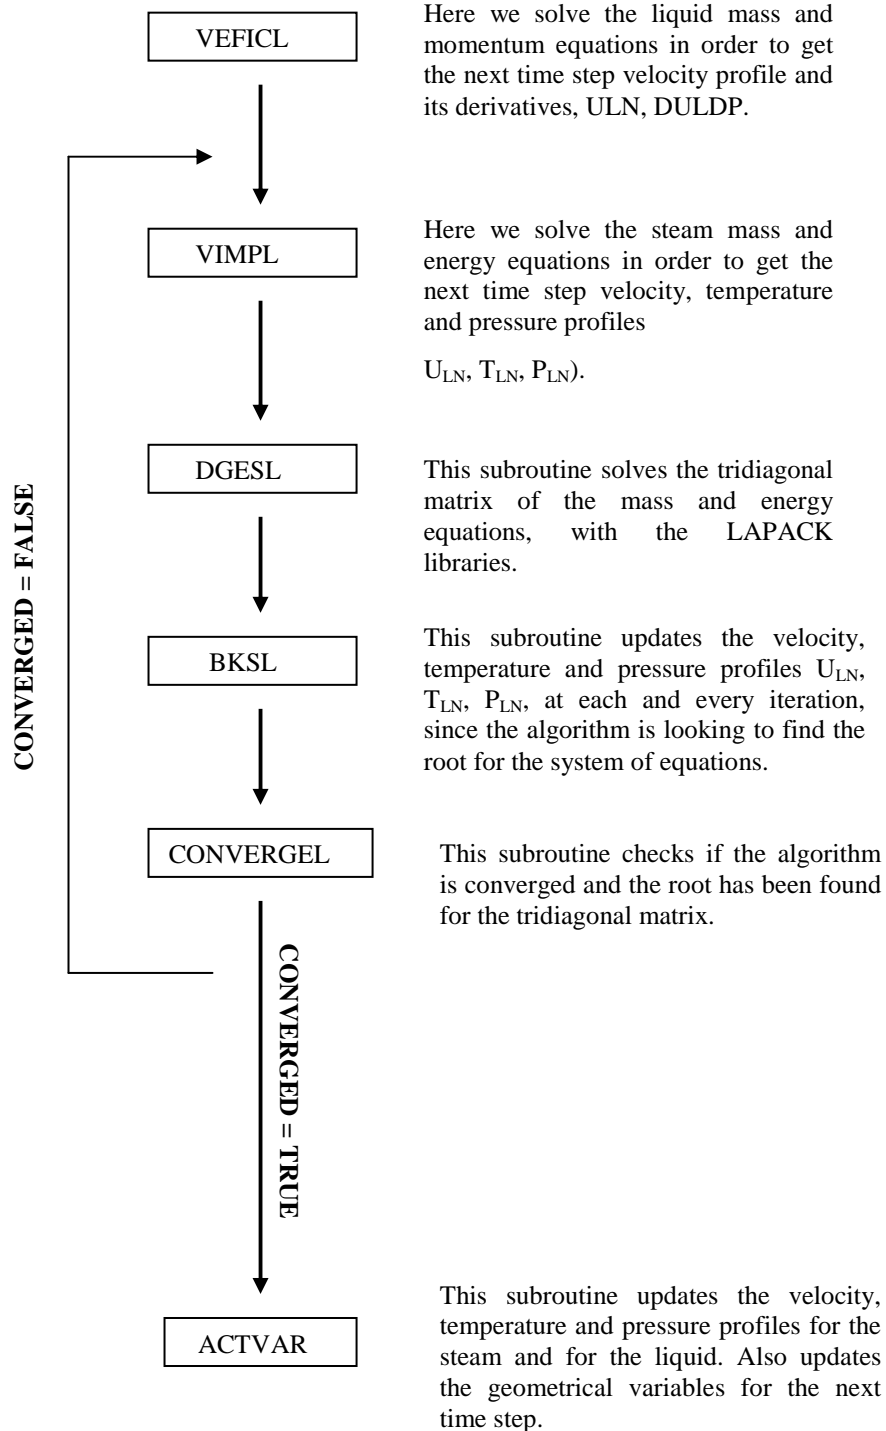 VEFICL
Here we solve the liquid mass and
momentum equations in order to get
the next time step velocity profile and
its derivatives, ULN, DULDP.
VIMPL
Here we solve the steam mass and
energy equations in order to get the
next time step velocity, temperature
and pressure profiles
U_LN, T_LN, P_LN).
DGESL
This subroutine solves the tridiagonal
matrix of the mass and energy
equations, with the LAPACK
libraries.
CONVERGED = FALSE
BKSL
This subroutine updates the velocity,
temperature and pressure profiles U_LN,
T_LN, P_LN, at each and every iteration,
since the algorithm is looking to find the
root for the system of equations.
CONVERGEL
This subroutine checks if the algorithm
is converged and the root has been found
for the tridiagonal matrix.
CONVERGED = TRUE
ACTVAR
This subroutine updates the velocity,
temperature and pressure profiles for the
steam and for the liquid. Also updates
the geometrical variables for the next
time step.